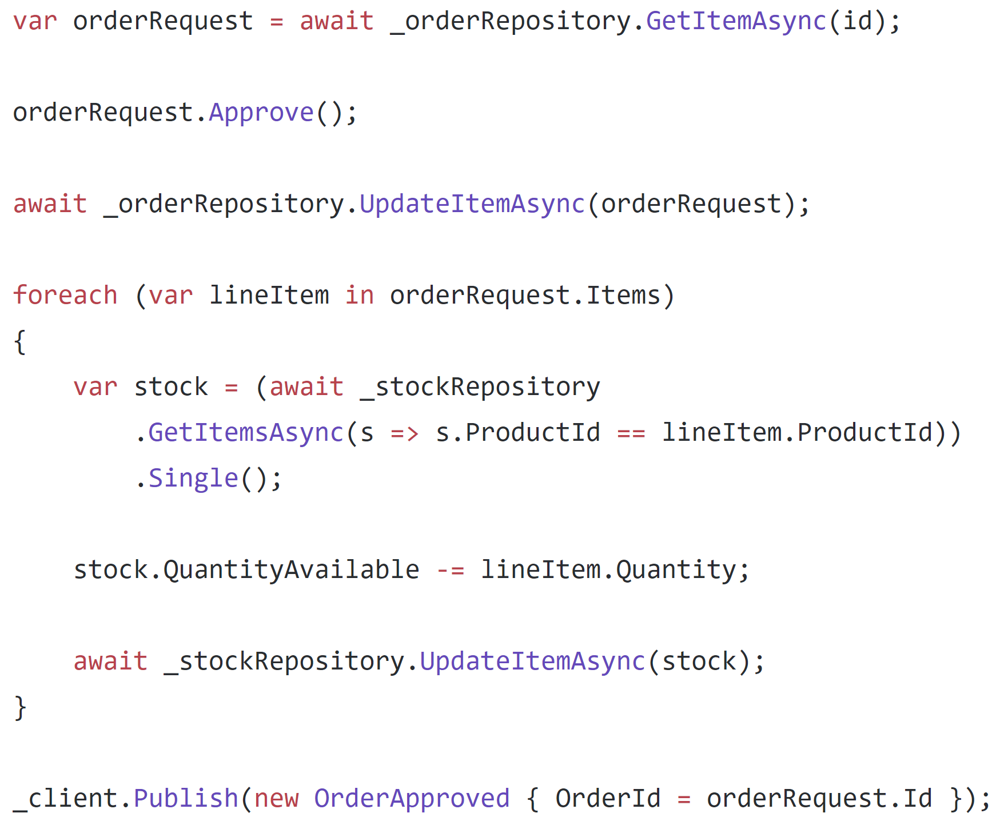 var orderRequest = await _orderRepository.GetItemAsync(id);
orderRequest.Approve();
await _orderRepository.UpdateItemAsync(orderRequest);
foreach (var lineItem in orderRequest.Items)
{
    var stock = (await _stockRepository
        .GetItemsAsync(s => s.ProductId == lineItem.ProductId))
        .Single();
    stock.QuantityAvailable -= lineItem.Quantity;
    await _stockRepository.UpdateItemAsync(stock);
}
_client.Publish(new OrderApproved { OrderId = orderRequest.Id });